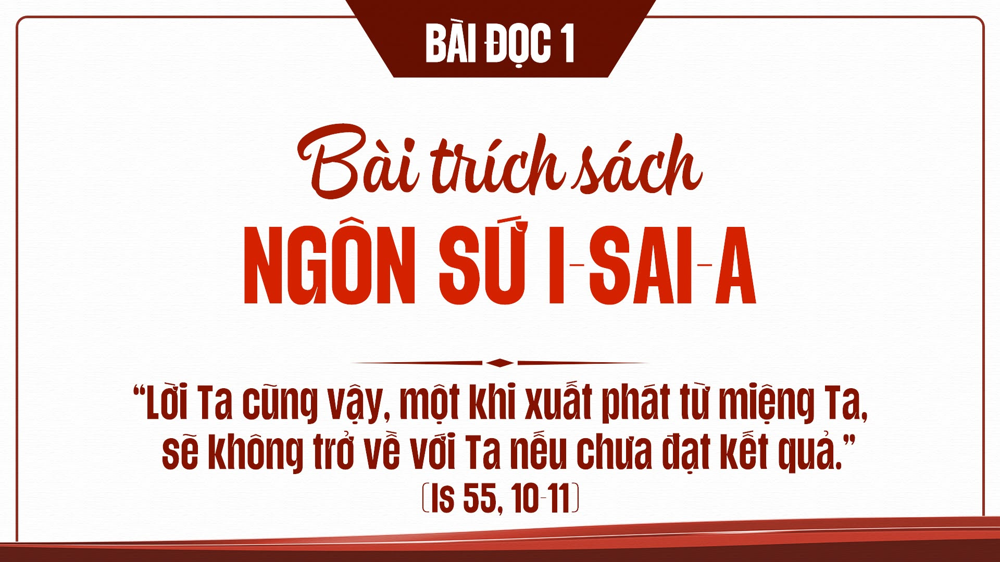 BÀI ĐỌC 1
Bài trích sách
NGÔN SỨ I-SAI-A
“Lời Ta cũng vậy, một khi xuất phát từ miệng Ta,
sẽ không trở về với Ta nếu chưa đạt kết quả.”
(Is 55, 10-11)